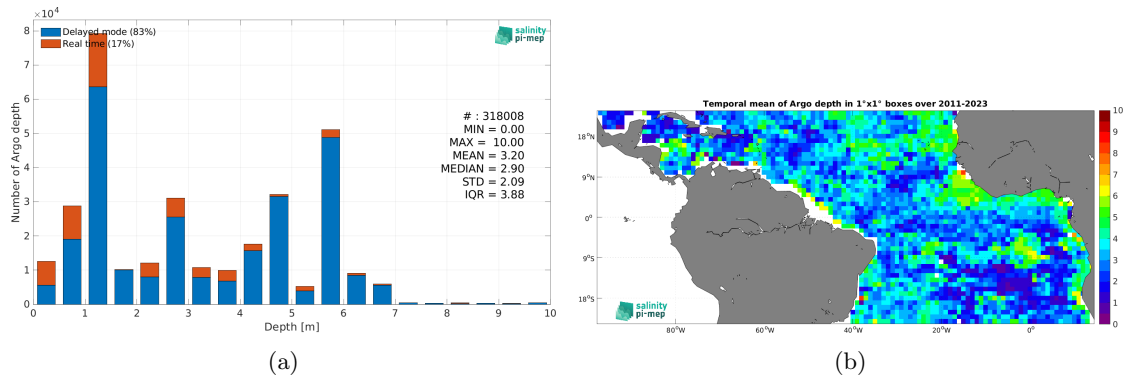 ×10⁴
8
7
6
5
4
3
2
1
0
Number of Argo depth
Delayed mode (83%)
Real time (17%)
salinity
pi-mep
# : 318008
MIN = 0.00
MAX = 10.00
MEAN = 3.20
MEDIAN = 2.90
STD = 2.09
IQR = 3.88
0 1 2 3 4 5 6 7 8 9 10
Depth [m]
(a)
Temporal mean of Argo depth in 1°x1° boxes over 2011-2023
18°N
9°N
0°
9°S
18°S
salinity
pi-mep
80°W 60°W 40°W 20°W 0°
10
9
8
7
6
5
4
3
2
1
0
(b)